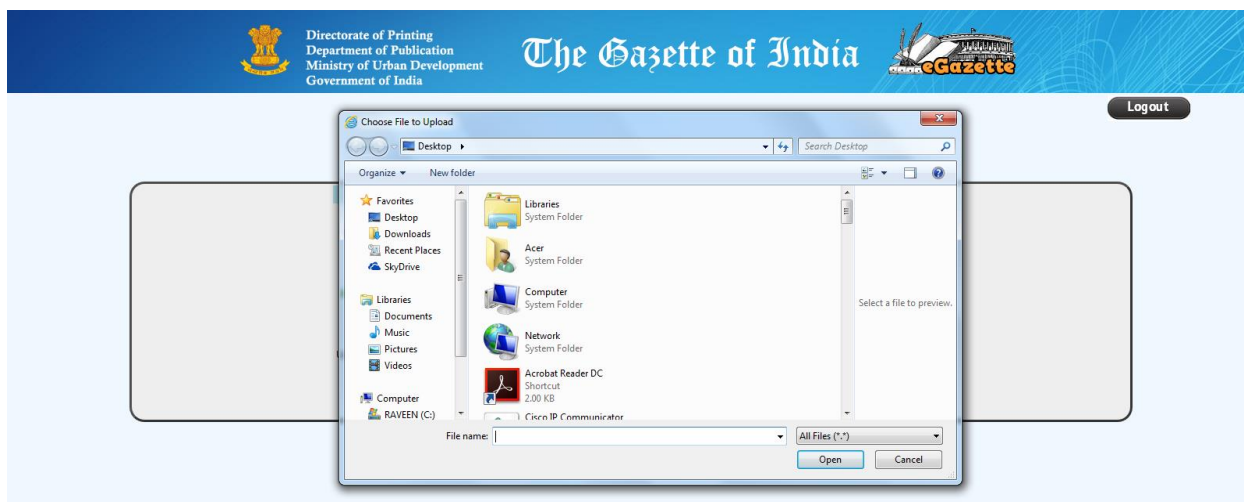 Directorate of Printing
Department of Publication
Ministry of Urban Development
Government of India
The Gazette of India
eGazette
Logout
Choose File to Upload
Desktop
Search Desktop
Organize
New folder
Favorites
Desktop
Downloads
Recent Places
SkyDrive
Libraries
Documents
Music
Pictures
Videos
Computer
RAVEEN (C:)
Libraries
System Folder
Acer
System Folder
Computer
System Folder
Network
System Folder
Acrobat Reader DC
Shortcut
2.00 KB
Cisco IP Communicator
Select a file to preview.
File name:
All Files (*.*)
Open
Cancel